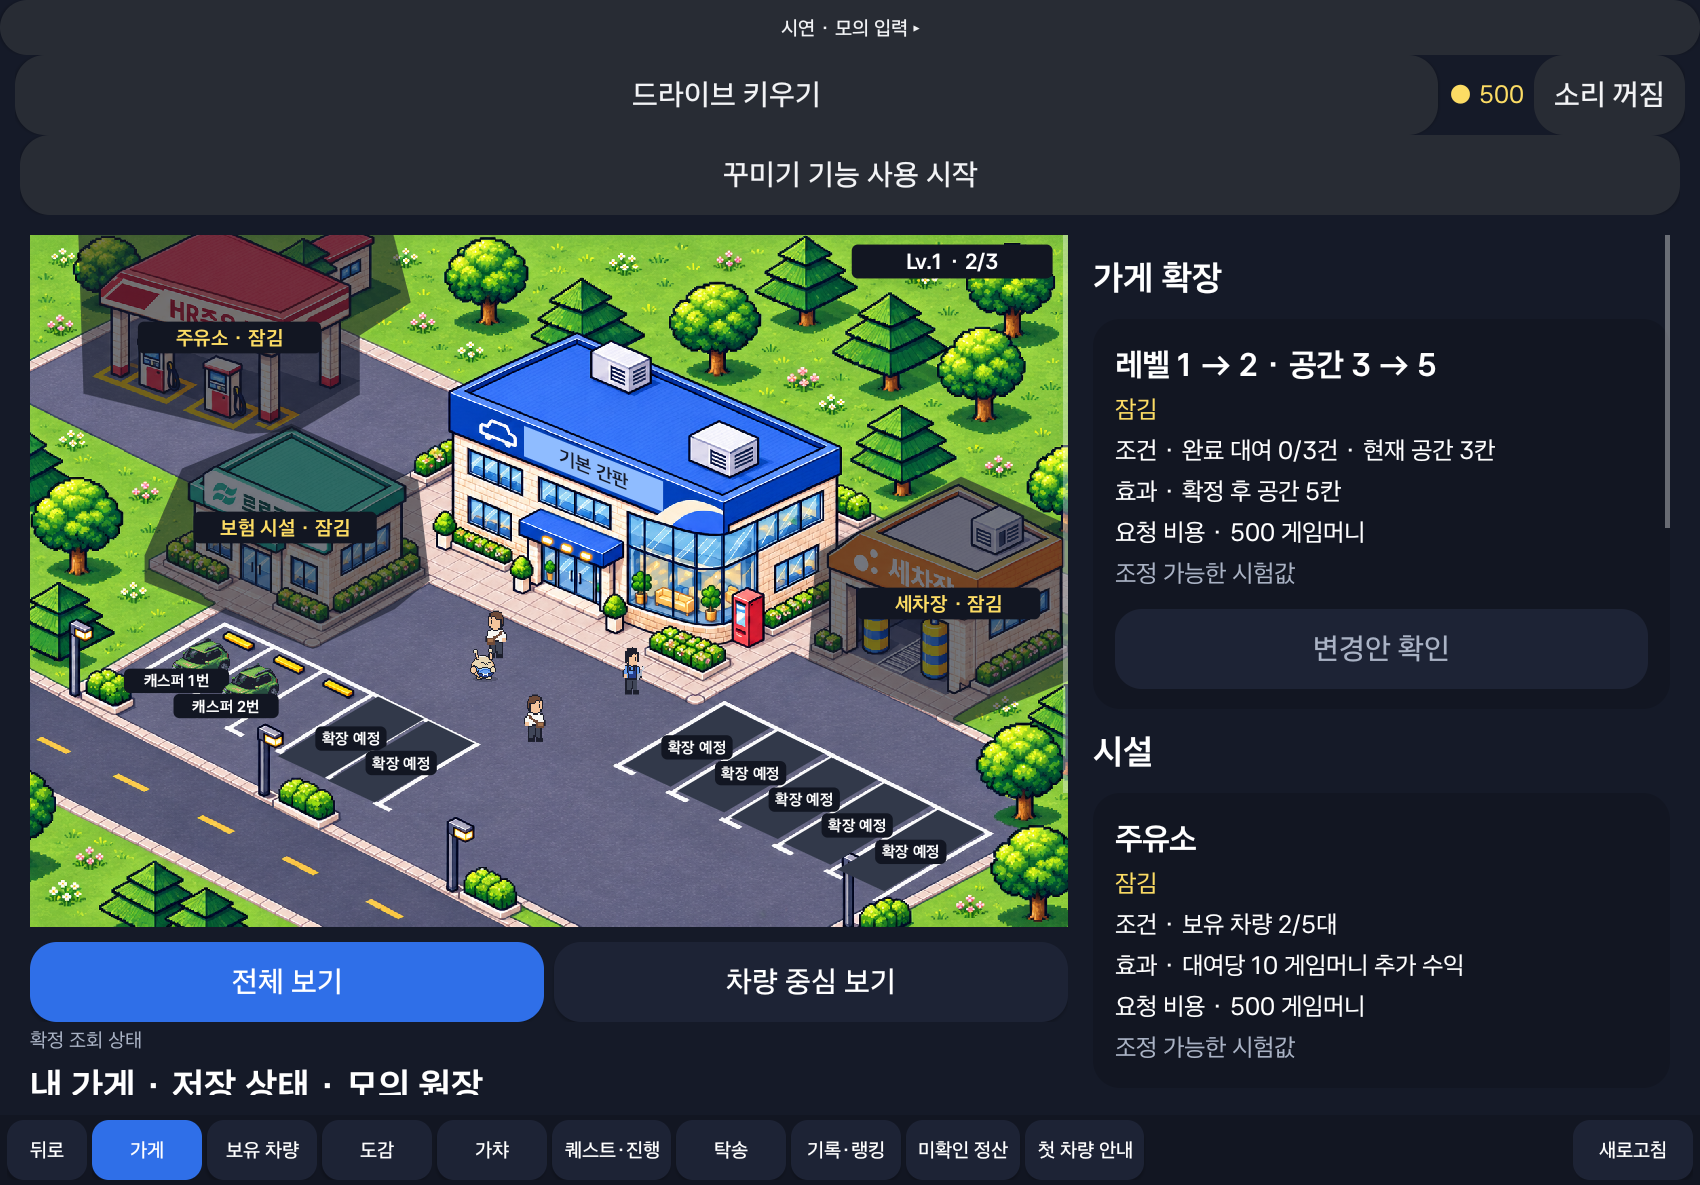 시연 · 모의 입력 ▸
드라이브 키우기
500
소리 꺼짐
꾸미기 기능 사용 시작
Lv.1 · 2/3
주유소 · 잠김
기본 간판
보험 시설 · 잠김
세차장
세차장 · 잠김
캐스퍼 1번
캐스퍼 2번
확장 예정
확장 예정
확장 예정
확장 예정
확장 예정
확장 예정
확장 예정
전체 보기
차량 중심 보기
확정 조회 상태
내 가게 · 저장 상태 · 모의 원장
가게 확장
레벨 1 → 2 · 공간 3 → 5
잠김
조건 · 완료 대여 0/3건 · 현재 공간 3칸
효과 · 확정 후 공간 5칸
요청 비용 · 500 게임머니
조정 가능한 시험값
변경안 확인
시설
주유소
잠김
조건 · 보유 차량 2/5대
효과 · 대여당 10 게임머니 추가 수익
요청 비용 · 500 게임머니
조정 가능한 시험값
뒤로
가게
보유 차량
도감
가챠
퀘스트·진행
탁송
기록·랭킹
미확인 정산
첫 차량 안내
새로고침